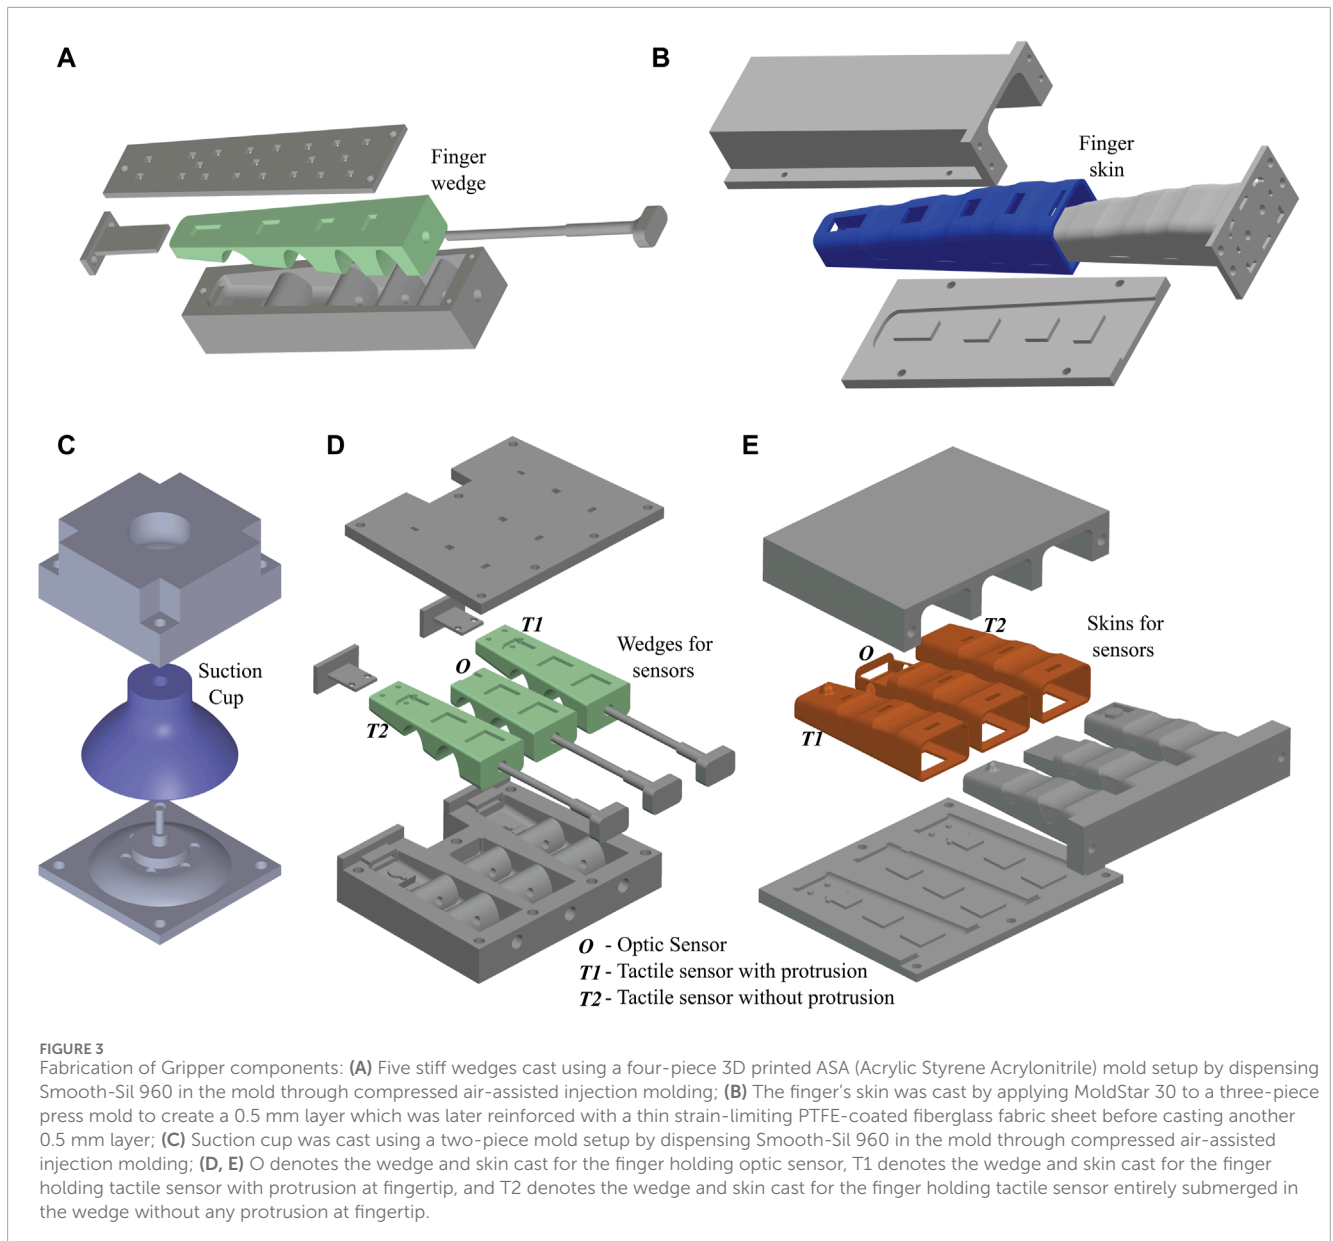 A
B
Finger
wedge
Finger
skin
C
D
E
Suction
Cup
T1
O
T2
Wedges for
sensors
T2
O
T1
Skins for
sensors
O - Optic Sensor
T1 - Tactile sensor with protrusion
T2 - Tactile sensor without protrusion
FIGURE 3
Fabrication of Gripper components: (A) Five stiff wedges cast using a four-piece 3D printed ASA (Acrylic Styrene Acrylonitrile) mold setup by dispensing
Smooth-Sil 960 in the mold through compressed air-assisted injection molding; (B) The finger's skin was cast by applying MoldStar 30 to a three-piece
press mold to create a 0.5 mm layer which was later reinforced with a thin strain-limiting PTFE-coated fiberglass fabric sheet before casting another
0.5 mm layer; (C) Suction cup was cast using a two-piece mold setup by dispensing Smooth-Sil 960 in the mold through compressed air-assisted
injection molding; (D, E) O denotes the wedge and skin cast for the finger holding optic sensor, T1 denotes the wedge and skin cast for the finger
holding tactile sensor with protrusion at fingertip, and T2 denotes the wedge and skin cast for the finger holding tactile sensor entirely submerged in
the wedge without any protrusion at fingertip.